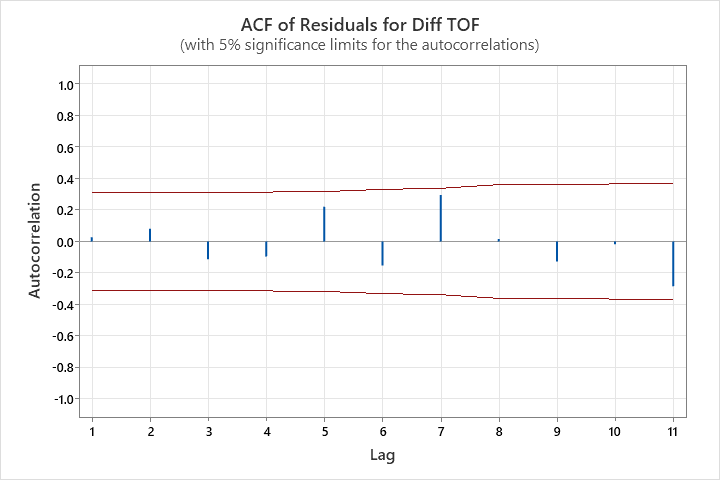 ACF of Residuals for Diff TOF
(with 5% significance limits for the autocorrelations)
1.0
0.8
0.6
0.4
0.2
0.0
-0.2
-0.4
-0.6
-0.8
-1.0
Autocorrelation
1 2 3 4 5 6 7 8 9 10 11
Lag